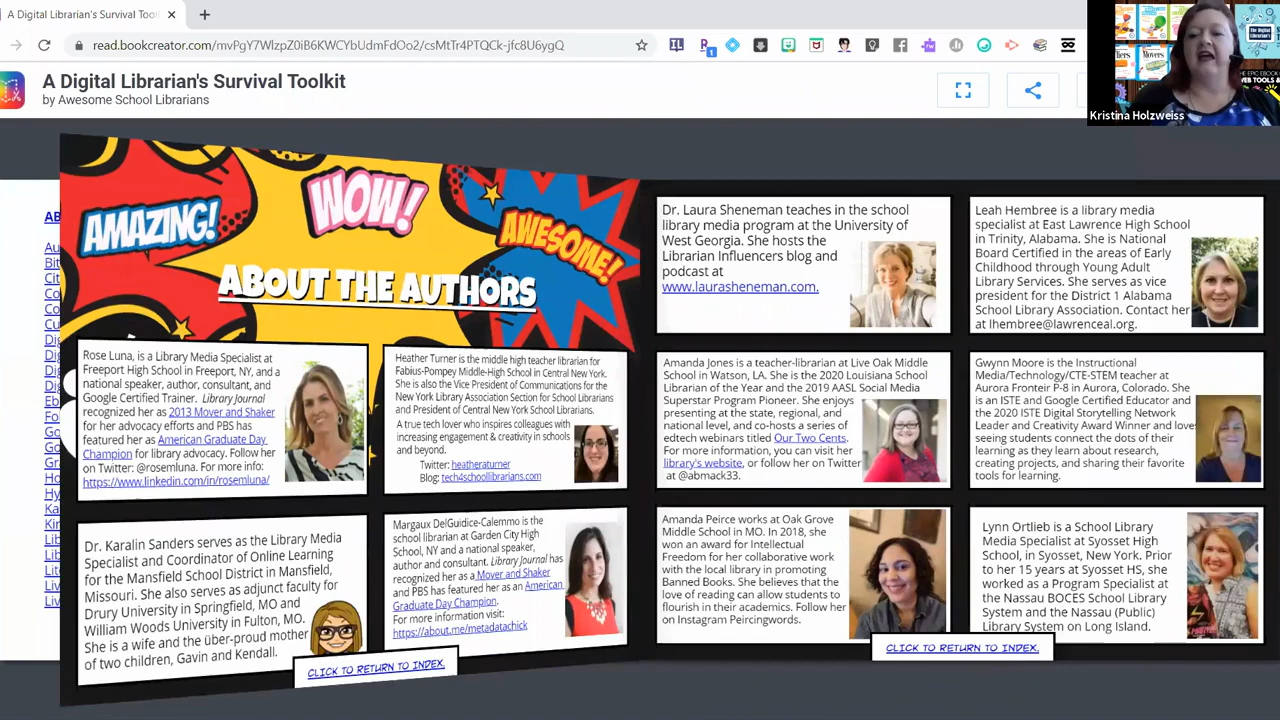 A Digital Librarian's Survival Tool
read.bookcreator.com/mvPgY7WlzpZ0iB6KWCYbUdmFdOo2/csMtTr4PTQCk-jfc8U6ygcQ
A Digital Librarian's Survival Toolkit
by Awesome School Librarians
Kristina Holzweiss
AMAZING!
WOW!
AWESOME!
ABOUT THE AUTHORS
Rose Luna, is a Library Media Specialist at
Freeport High School in Freeport, NY, and a
national speaker, author, consultant, and
Google Certified Trainer. Library Journal
recognized her as 2013 Mover and Shaker
for her advocacy efforts and PBS has
featured her as American Graduate Day
Champion for library advocacy. Follow her
on Twitter: @rosemluna. For more info:
https://www.linkedin.com/in/rosemluna/
Heather Turner is the middle high teacher librarian for
Fabius-Pompey Middle-High School in Central New York.
She is also the Vice President of Communications for the
New York Library Association Section for School Librarians
and President of Central New York School Librarians.
A true tech lover who inspires colleagues with
increasing engagement & creativity in schools
and beyond.
Twitter: heatheraturner
Blog: tech4schoollibrarians.com
Dr. Karalin Sanders serves as the Library Media
Specialist and Coordinator of Online Learning
for the Mansfield School District in Mansfield,
Missouri. She also serves as adjunct faculty for
Drury University in Springfield, MO and
William Woods University in Fulton, MO.
She is a wife and the über-proud mother
of two children, Gavin and Kendall.
Margaux DelGuidice-Calemmo is the
school librarian at Garden City High
School, NY and a national speaker,
author and consultant. Library Journal has
recognized her as a Mover and Shaker
and PBS has featured her as an American
Graduate Day Champion.
For more information visit:
https://about.me/metadatachick
CLICK TO RETURN TO INDEX.
Dr. Laura Sheneman teaches in the school
library media program at the University of
West Georgia. She hosts the
Librarian Influencers blog and
podcast at
www.laurasheneman.com.
Leah Hembree is a library media
specialist at East Lawrence High School
in Trinity, Alabama. She is National
Board Certified in the areas of Early
Childhood through Young Adult
Library Services. She serves as vice
president for the District 1 Alabama
School Library Association. Contact her
at lhembree@lawrenceal.org.
Amanda Jones is a teacher-librarian at Live Oak Middle
School in Watson, LA. She is the 2020 Louisiana School
Librarian of the Year and the 2019 AASL Social Media
Superstar Program Pioneer. She enjoys
presenting at the state, regional, and
national level, and co-hosts a series of
edtech webinars titled Our Two Cents.
For more information, you can visit her
library's website, or follow her on Twitter
at @abmack33.
Gwynn Moore is the Instructional
Media/Technology/CTE-STEM teacher at
Aurora Fronteir P-8 in Aurora, Colorado. She
is an ISTE and Google Certified Educator and
the 2020 ISTE Digital Storytelling Network
Leader and Creativity Award Winner and loves
seeing students connect the dots of their
learning as they learn about research,
creating projects, and sharing their favorite
tools for learning.
Amanda Peirce works at Oak Grove
Middle School in MO. In 2018, she
won an award for Intellectual
Freedom for her collaborative work
with the local library in promoting
Banned Books. She believes that the
love of reading can allow students to
flourish in their academics. Follow her
on Instagram Peircingwords.
Lynn Ortlieb is a School Library
Media Specialist at Syosset High
School, in Syosset, New York. Prior
to her 15 years at Syosset HS, she
worked as a Program Specialist at
the Nassau BOCES School Library
System and the Nassau (Public)
Library System on Long Island.
CLICK TO RETURN TO INDEX.